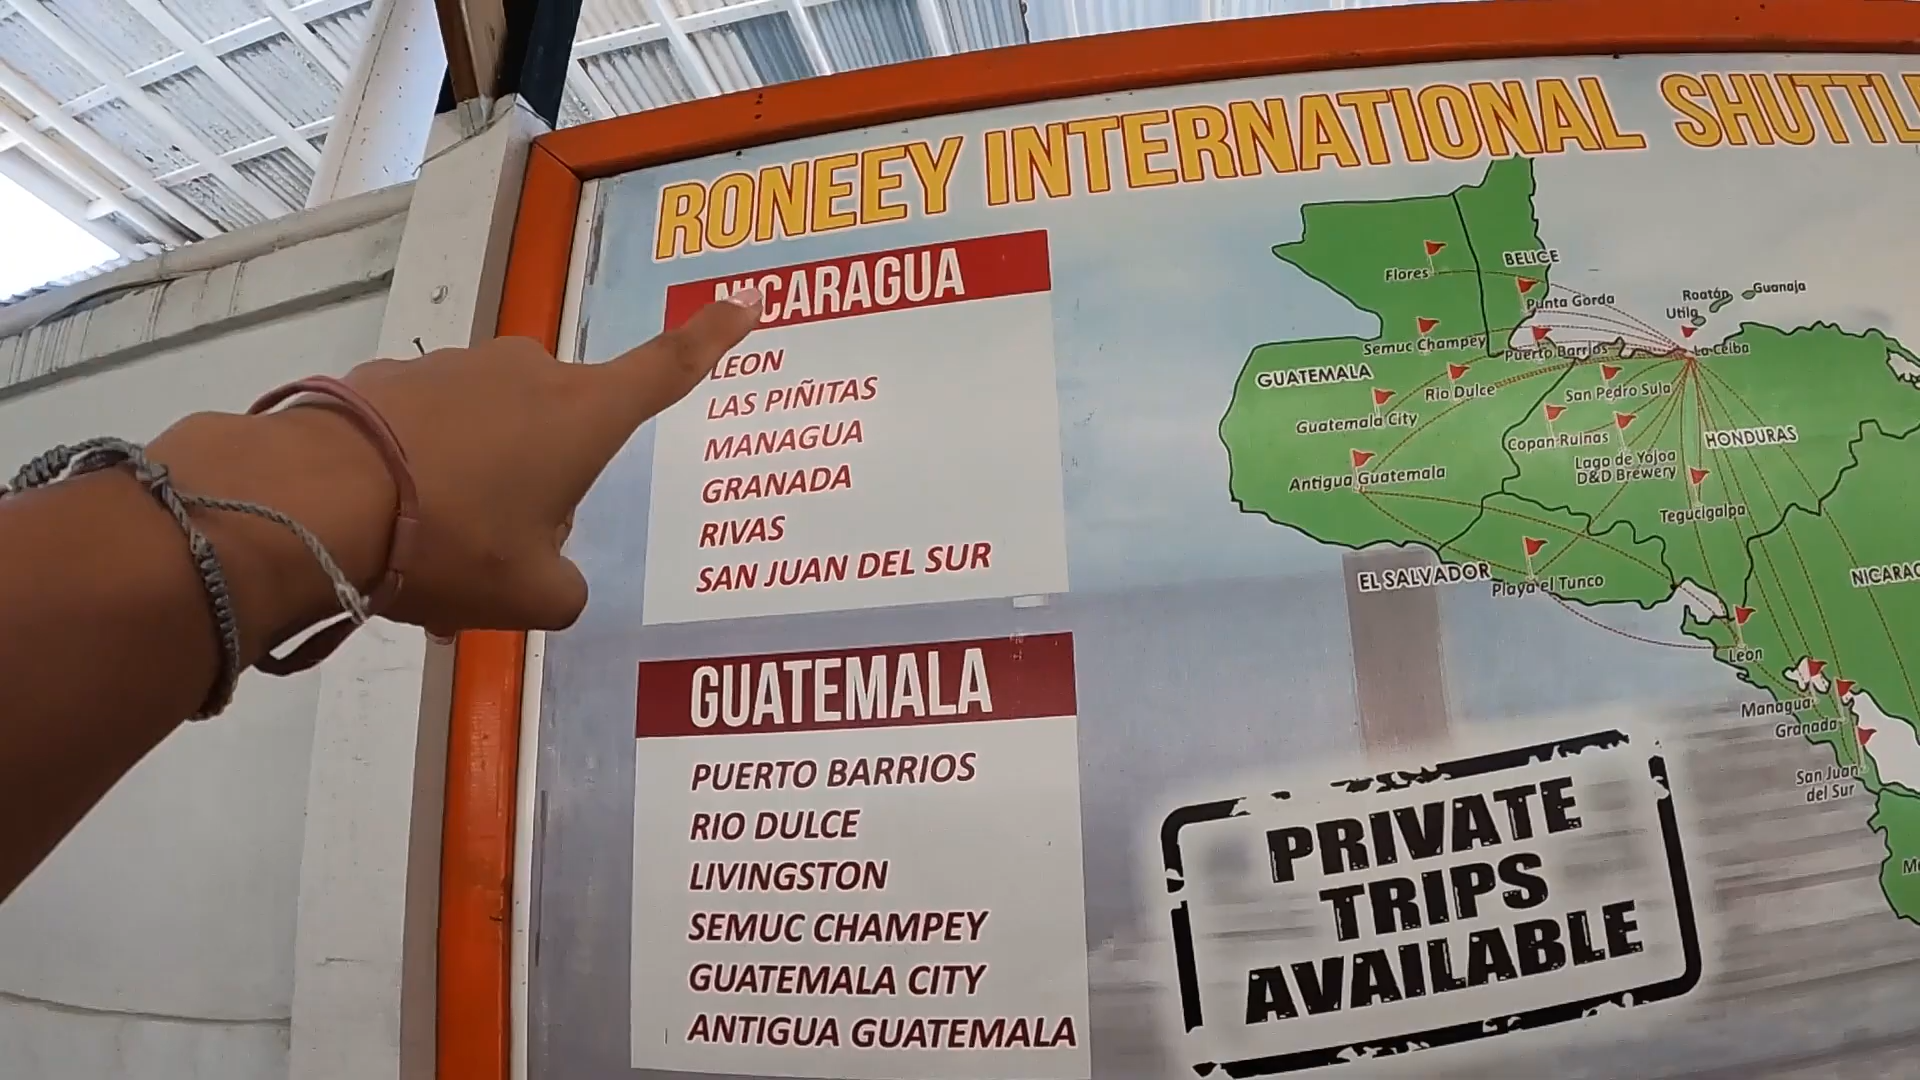 RONEEY INTERNATIONAL
NICARAGUA
LEON
LAS PIÑITAS
MANAGUA
GRANADA
RIVAS
SAN JUAN DEL SUR
GUATEMALA
PUERTO BARRIOS
RIO DULCE
LIVINGSTON
SEMUC CHAMPEY
GUATEMALA CITY
ANTIGUA GUATEMALA
Flores
BELICE
Punta Gorda
Roatán
Guanaja
Utila
Semuc Champey
Puerto Barrios
La Ceiba
GUATEMALA
Rio Dulce
San Pedro Sula
Guatemala City
Copan Ruinas
HONDURAS
Lago de Yojoa
D&D Brewery
Antigua Guatemala
Tegucigalpa
EL SALVADOR
Playa el Tunco
Leon
Managua
Granada
San Juan
del Sur
PRIVATE
TRIPS
AVAILABLE